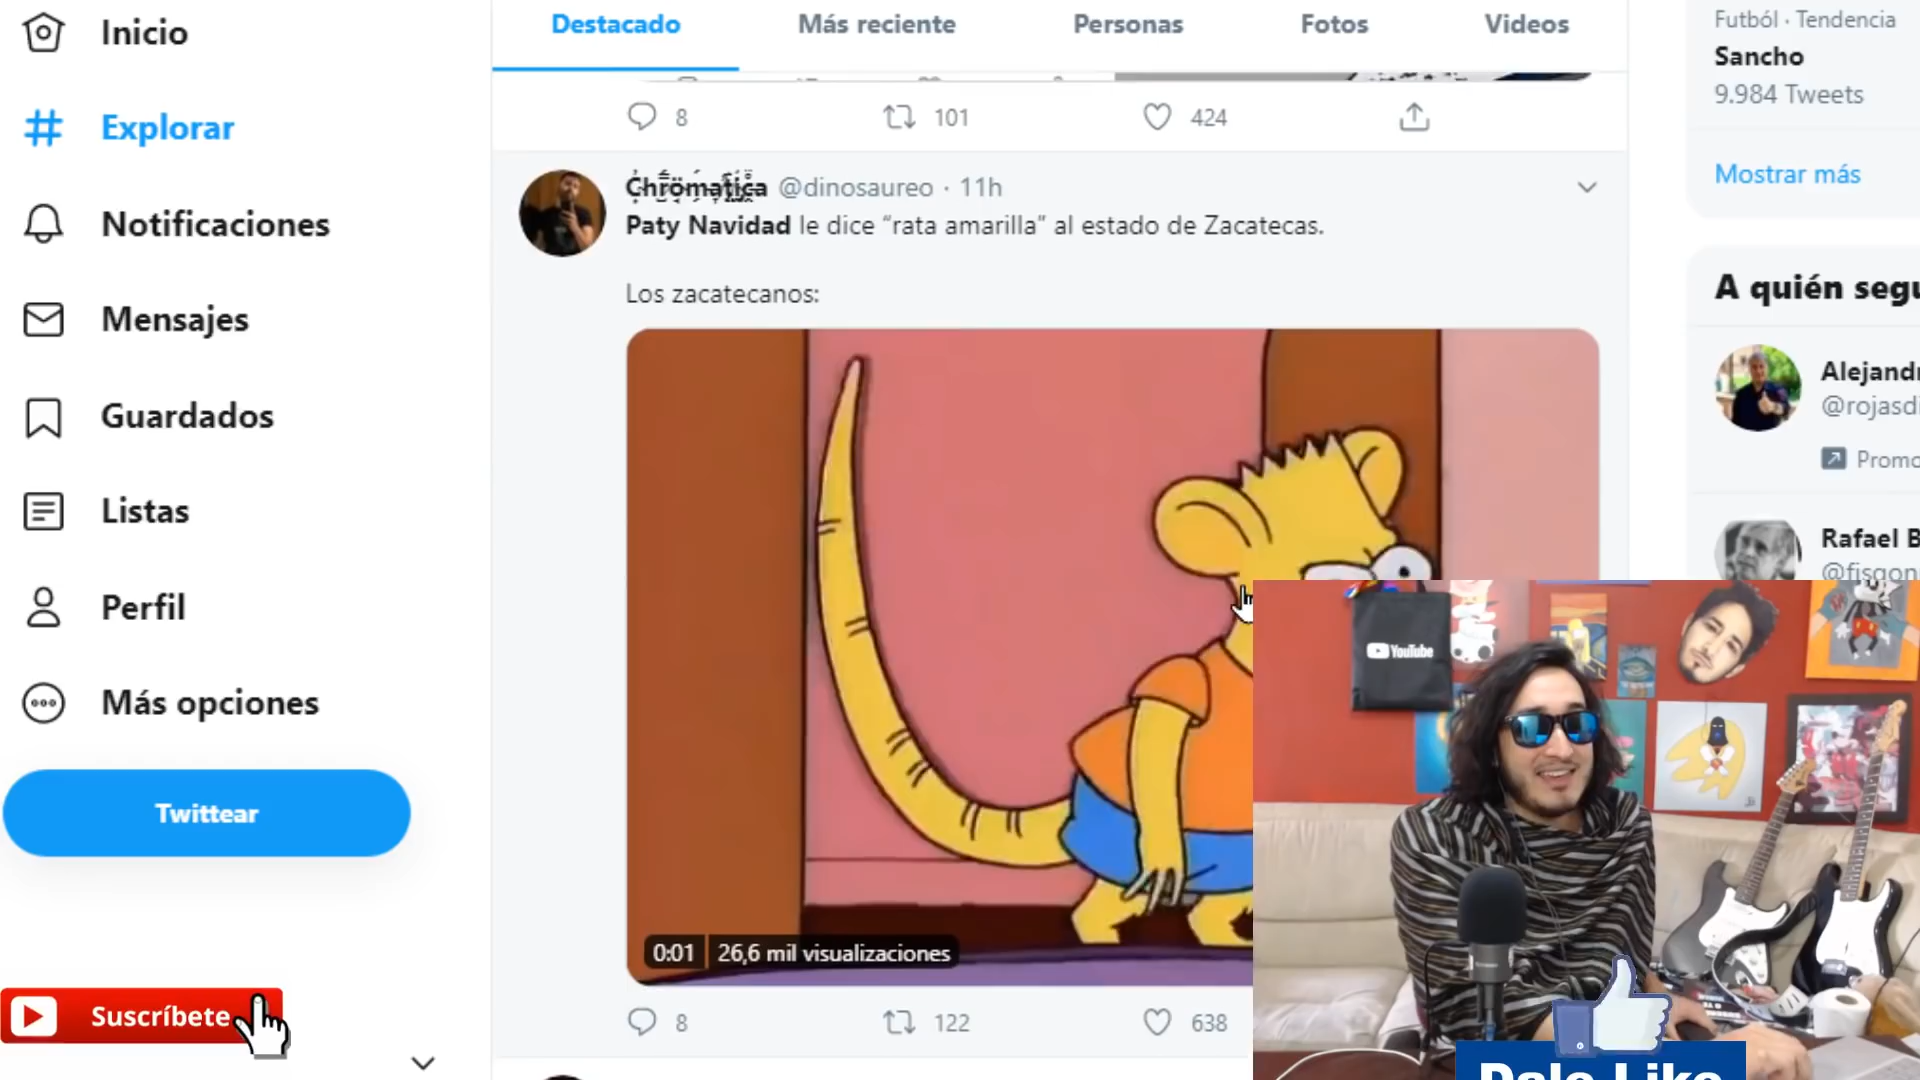 Inicio
Explorar
Notificaciones
Mensajes
Guardados
Listas
Perfil
Más opciones
Twittear
Suscríbete
Destacado
Más reciente
Personas
Fotos
Videos
8
101
424
Chromatica @dinosaureo · 11h
Paty Navidad le dice “rata amarilla” al estado de Zacatecas.
Los zacatecanos:
0:01
26,6 mil visualizaciones
8
122
638
Futból · Tendencia
Sancho
9.984 Tweets
Mostrar más
A quién segu
Alejand
@rojasdi
Promo
Rafael B
@fisgon
YouTube
Dale Like